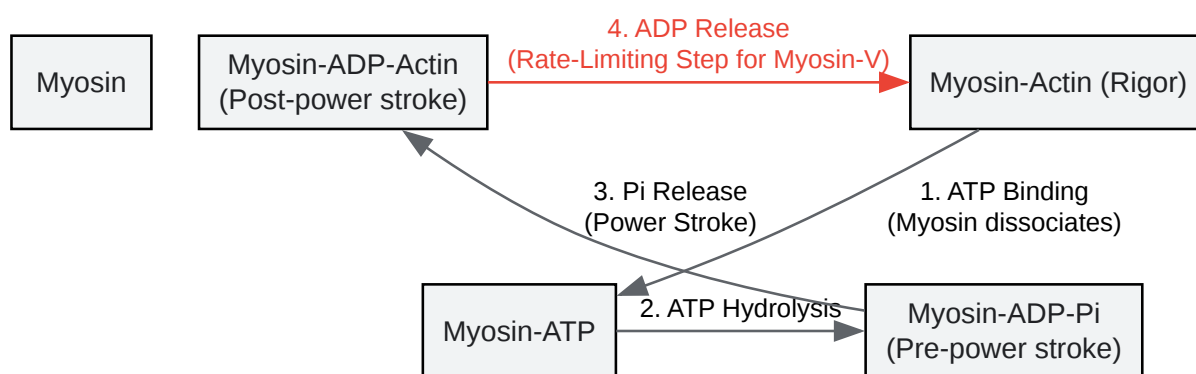 4. ADP Release
(Rate-Limiting Step for Myosin-V)
Myosin
Myosin-ADP-Actin
(Post-power stroke)
Myosin-Actin (Rigor)
3. Pi Release
(Power Stroke)
1. ATP Binding
(Myosin dissociates)
Myosin-ATP
2. ATP Hydrolysis
Myosin-ADP-Pi
(Pre-power stroke)